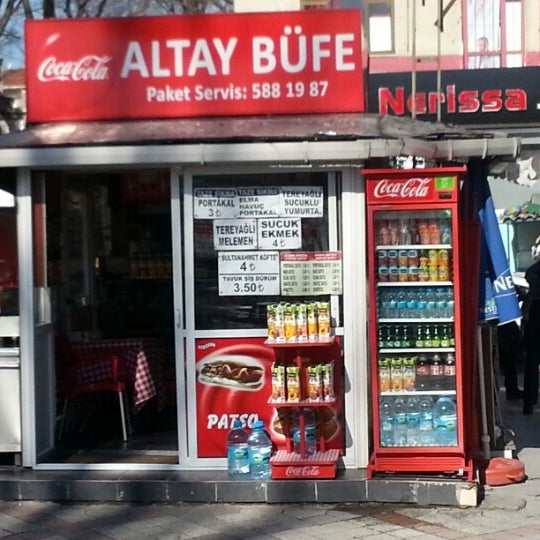 Coca-Cola ALTAY BÜFE
Paket Servis: 588 19 87
Nerissa
Coca-Cola
TAZE SIKMA
PORTAKAL
3 ₺
TAZE SIKMA
ELMA
HAVUÇ
PORTAKAL
TEREYAĞLI
SUCUKLU
YUMURTA.
TEREYAĞLI
MELEMEN
SUCUK
EKMEK
4 ₺
"SULTANAHMET KÖFTE"
4 ₺
TAVUK ŞİŞ DÜRÜM
3.50 ₺
PATSO
Coca-Cola